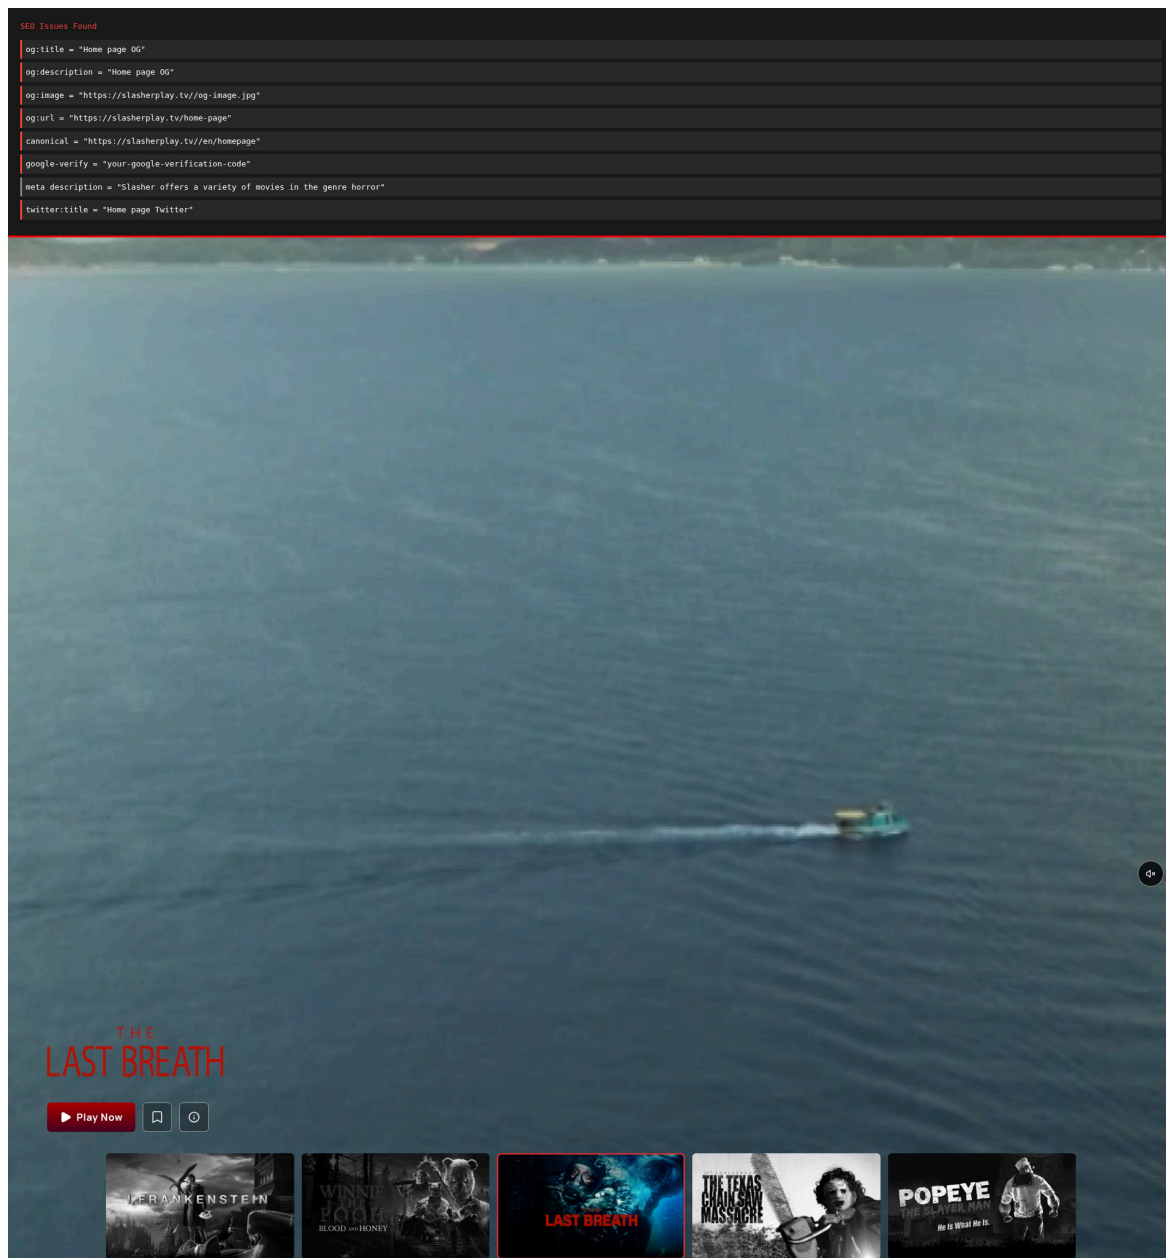 SEO Issues Found
og:title = "Home page OG"
og:description = "Home page OG"
og:image = "https://slasherplay.tv//og-image.jpg"
og:url = "https://slasherplay.tv/home-page"
canonical = "https://slasherplay.tv//en/homepage"
google-verify = "your-google-verification-code"
meta description = "Slasher offers a variety of movies in the genre horror"
twitter:title = "Home page Twitter"
THE
LAST BREATH
Play Now
I, FRANKENSTEIN
WINNIE
THE
POOH
BLOOD AND HONEY
LAST BREATH
THE TEXAS
CHAIN SAW
MASSACRE
POPEYE
THE SLAYER MAN
He Is What He Is.